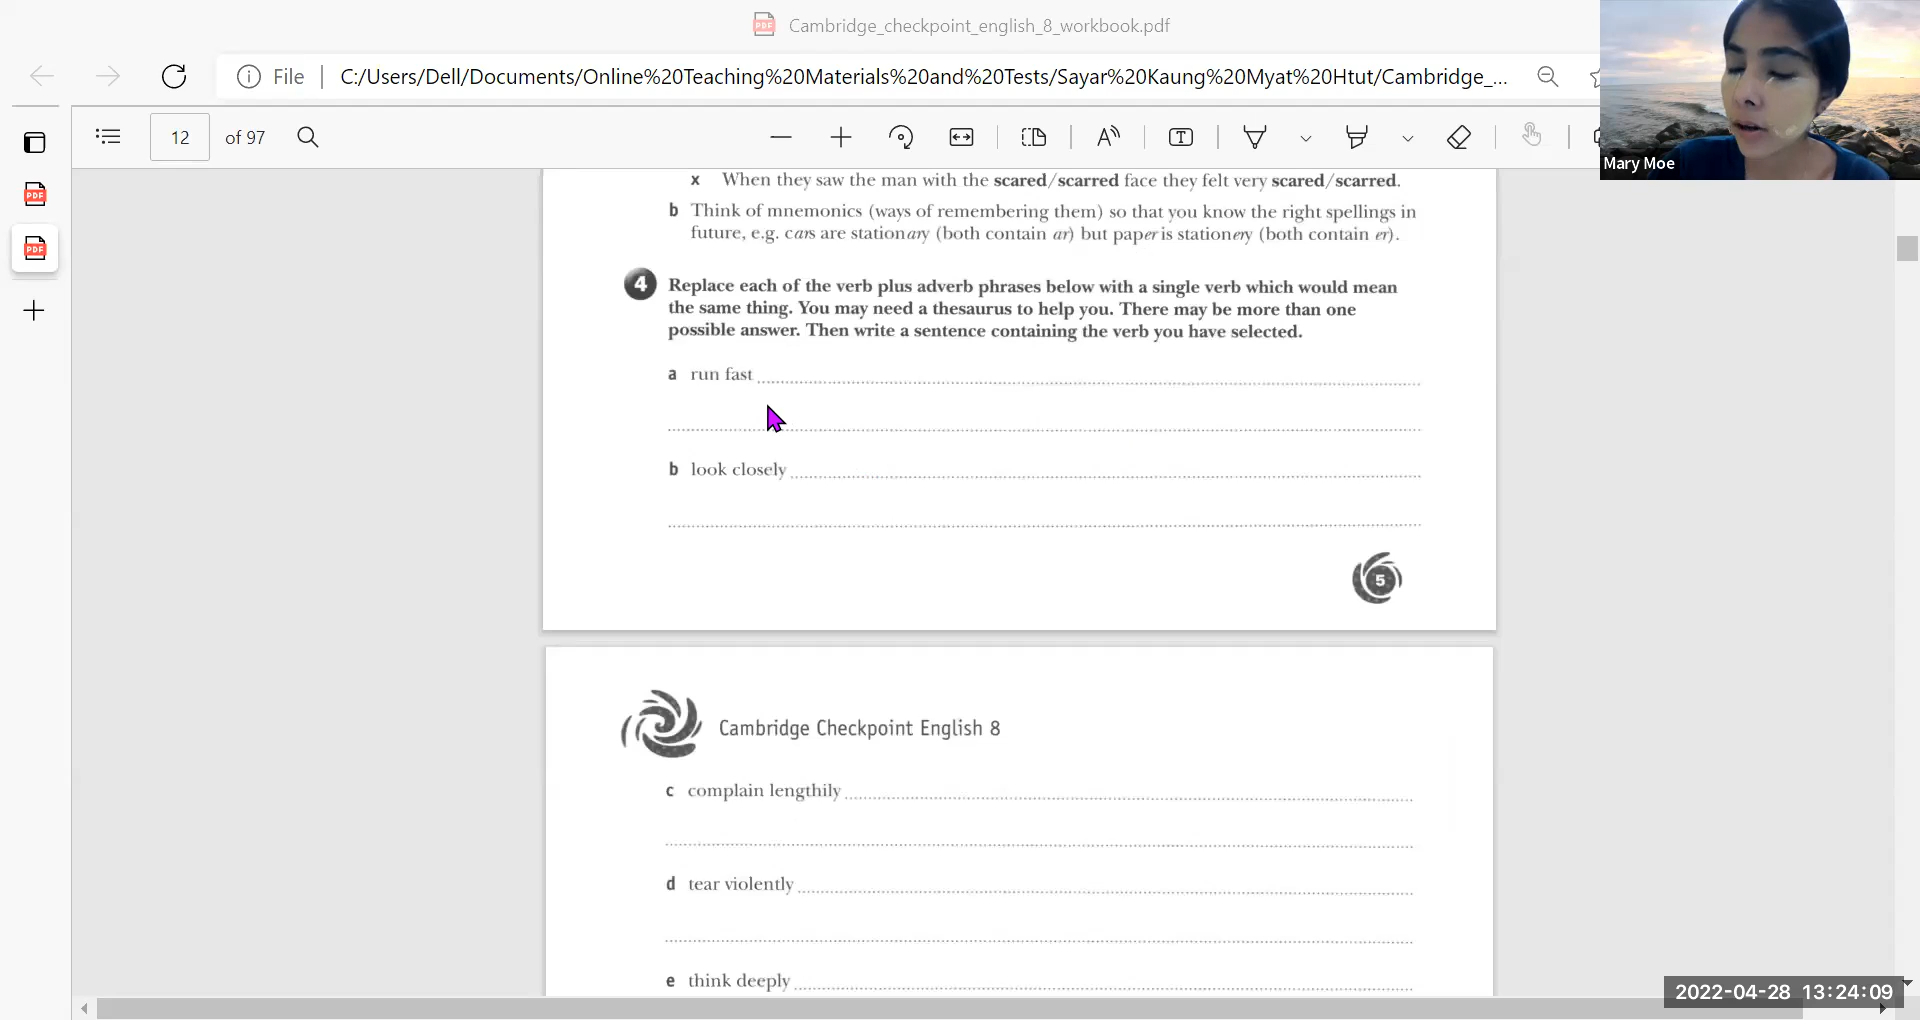 Cambridge_checkpoint_english_8_workbook.pdf
File C:/Users/Dell/Documents/Online%20Teaching%20Materials%20and%20Tests/Sayar%20Kaung%20Myat%20Htut/Cambridge_...
12 of 97
Mary Moe
x When they saw the man with the scared/scarred face they felt very scared/scarred.
b Think of mnemonics (ways of remembering them) so that you know the right spellings in
future, e.g. cars are stationary (both contain ar) but paper is stationery (both contain er).
4 Replace each of the verb plus adverb phrases below with a single verb which would mean
the same thing. You may need a thesaurus to help you. There may be more than one
possible answer. Then write a sentence containing the verb you have selected.
a run fast
b look closely
5
Cambridge Checkpoint English 8
c complain lengthily
d tear violently
e think deeply
2022-04-28 13:24:09